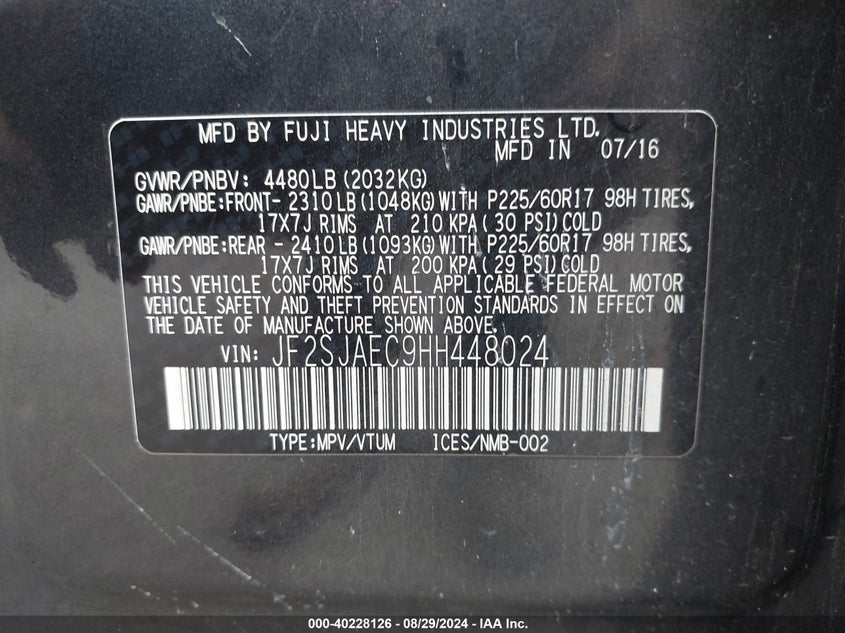 MFD BY FUJI HEAVY INDUSTRIES LTD.
MFD IN 07/16
GVWR/PNBV: 4480LB (2032KG)
GAWR/PNBE:FRONT- 2310 LB (1048KG) WITH P225/60R17 98H TIRES,
17X7J RIMS AT 210 KPA ( 30 PSI) COLD
GAWR/PNBE:REAR - 2410 LB (1093KG) WITH P225/60R17 98H TIRES,
17X7J RIMS AT 200 KPA ( 29 PSI) COLD
THIS VEHICLE CONFORMS TO ALL APPLICABLE FEDERAL MOTOR
VEHICLE SAFETY AND THEFT PREVENTION STANDARDS IN EFFECT ON
THE DATE OF MANUFACTURE SHOWN ABOVE.
VIN: JF2SJAEC9HH448024
TYPE:MPV/VTUM ICES/NMB-002
000-40228126 - 08/29/2024 - IAA Inc.